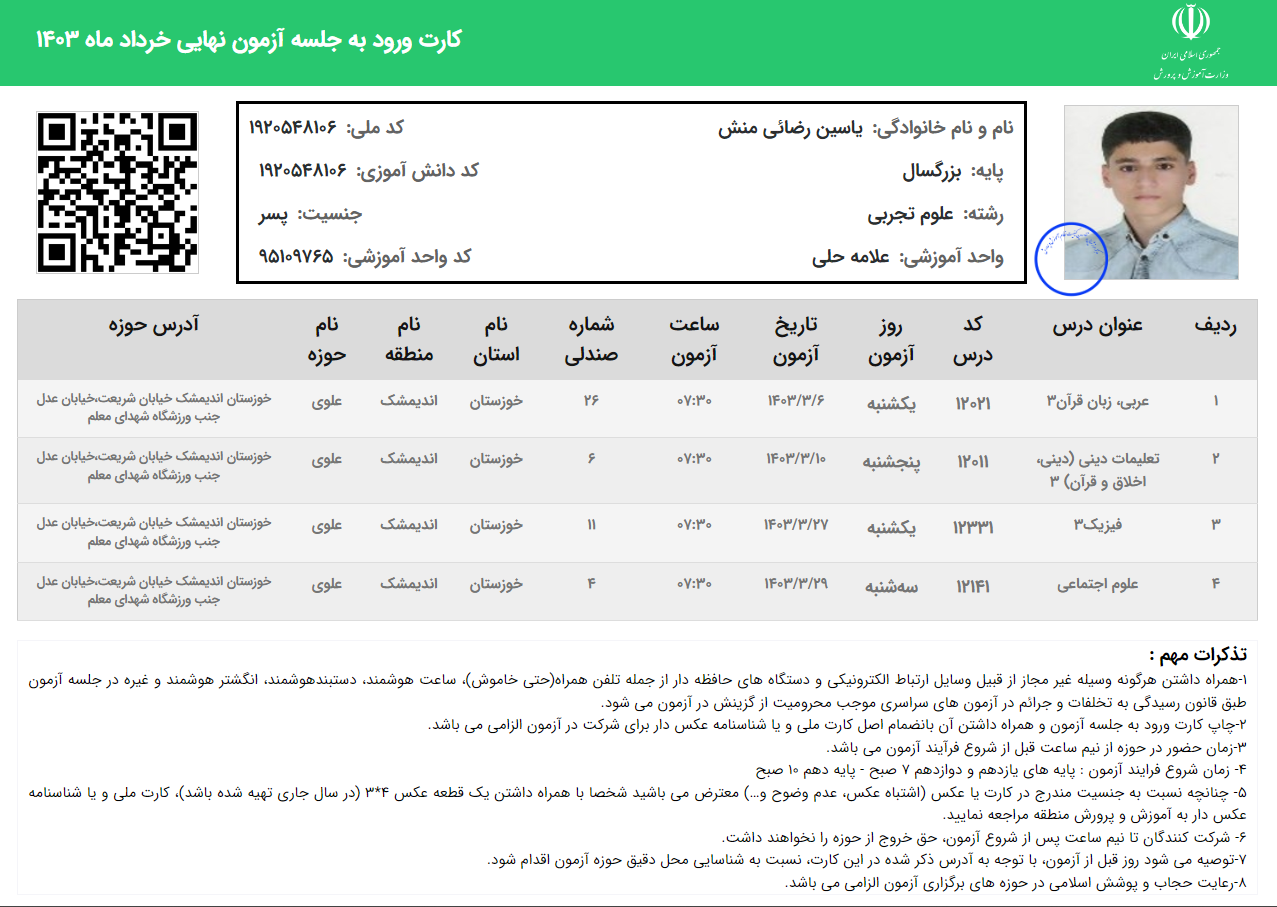 جمهوری اسلامی ایران
وزارت آموزش و پرورش
کارت ورود به جلسه آزمون نهایی خرداد ماه ۱۴۰۳
نام و نام خانوادگی: یاسین رضائی منش
کد ملی: ۱۹۲۰۵۴۸۱۰۶
پایه: بزرگسال
کد دانش آموزی: ۱۹۲۰۵۴۸۱۰۶
رشته: علوم تجربی
جنسیت: پسر
واحد آموزشی: علامه حلی
کد واحد آموزشی: ۹۵۱۰۹۷۶۵
ردیف عنوان درس کد درس روز آزمون تاریخ آزمون ساعت آزمون شماره صندلی نام استان نام منطقه نام حوزه آدرس حوزه
۱ عربی، زبان قرآن۳ ۱۲۰۲۱ یکشنبه ۱۴۰۳/۳/۶ ۰۷:۳۰ ۲۶ خوزستان اندیمشک علوی خوزستان اندیمشک خیابان شریعت،خیابان عدل
جنب ورزشگاه شهدای معلم
۲ تعلیمات دینی (دینی، اخلاق و قرآن) ۳ ۱۲۰۱۱ پنجشنبه ۱۴۰۳/۳/۱۰ ۰۷:۳۰ ۶ خوزستان اندیمشک علوی خوزستان اندیمشک خیابان شریعت،خیابان عدل
جنب ورزشگاه شهدای معلم
۳ فیزیک۳ ۱۲۳۳۱ یکشنبه ۱۴۰۳/۳/۲۷ ۰۷:۳۰ ۱۱ خوزستان اندیمشک علوی خوزستان اندیمشک خیابان شریعت،خیابان عدل
جنب ورزشگاه شهدای معلم
۴ علوم اجتماعی ۱۲۱۴۱ سه‌شنبه ۱۴۰۳/۳/۲۹ ۰۷:۳۰ ۴ خوزستان اندیمشک علوی خوزستان اندیمشک خیابان شریعت،خیابان عدل
جنب ورزشگاه شهدای معلم
تذکرات مهم :
۱-همراه داشتن هرگونه وسیله غیر مجاز از قبیل وسایل ارتباط الکترونیکی و دستگاه های حافظه دار از جمله تلفن همراه(حتی خاموش)، ساعت هوشمند، دستبندهوشمند، انگشتر هوشمند و غیره در جلسه آزمون
طبق قانون رسیدگی به تخلفات و جرائم در آزمون های سراسری موجب محرومیت از گزینش در آزمون می شود.
۲-چاپ کارت ورود به جلسه آزمون و همراه داشتن آن بانضمام اصل کارت ملی و یا شناسنامه عکس دار برای شرکت در آزمون الزامی می باشد.
۳-زمان حضور در حوزه از نیم ساعت قبل از شروع فرآیند آزمون می باشد.
۴- زمان شروع فرایند آزمون : پایه های یازدهم و دوازدهم ۷ صبح - پایه دهم ۱۰ صبح
۵- چنانچه نسبت به جنسیت مندرج در کارت یا عکس (اشتباه عکس، عدم وضوح و...) معترض می باشید شخصا با همراه داشتن یک قطعه عکس ۴*۳ (در سال جاری تهیه شده باشد)، کارت ملی و یا شناسنامه
عکس دار به آموزش و پرورش منطقه مراجعه نمایید.
۶- شرکت کنندگان تا نیم ساعت پس از شروع آزمون، حق خروج از حوزه را نخواهند داشت.
۷-توصیه می شود روز قبل از آزمون، با توجه به آدرس ذکر شده در این کارت، نسبت به شناسایی محل دقیق حوزه آزمون اقدام شود.
۸-رعایت حجاب و پوشش اسلامی در حوزه های برگزاری آزمون الزامی می باشد.